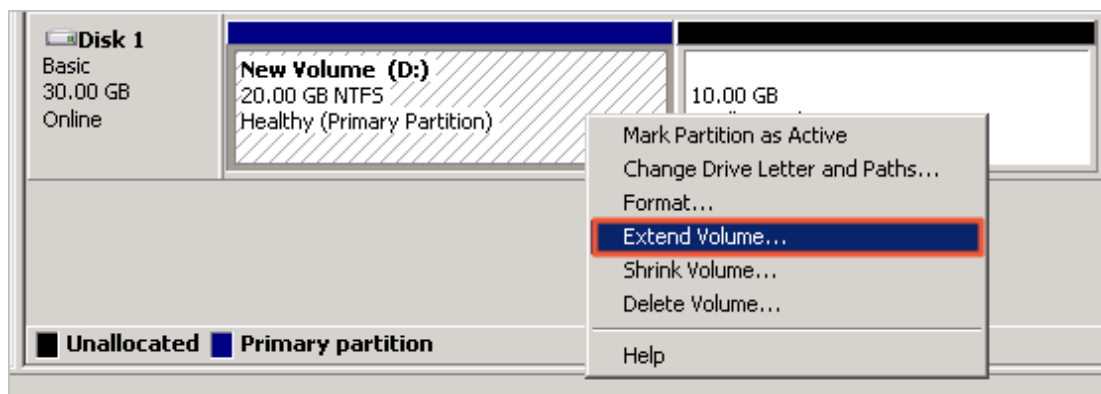 Disk 1
Basic
30.00 GB
Online
New Volume (D:)
20.00 GB NTFS
Healthy (Primary Partition)
10.00 GB
Mark Partition as Active
Change Drive Letter and Paths...
Format...
Extend Volume...
Shrink Volume...
Delete Volume...
Help
Unallocated
Primary partition